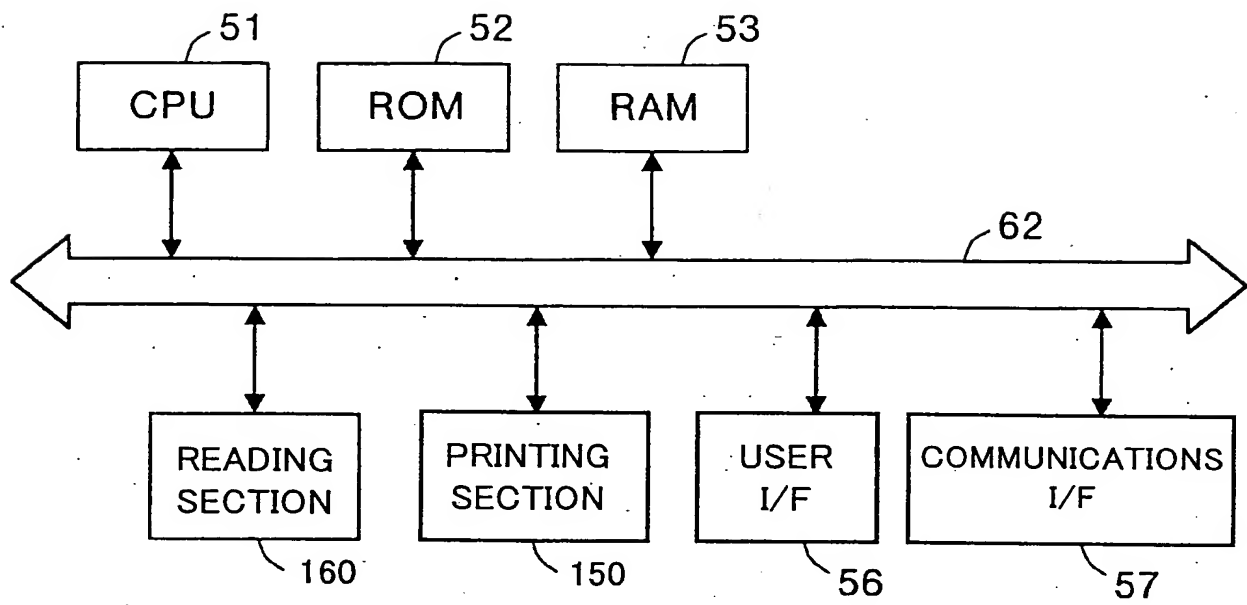 51
52
53
CPU
ROM
RAM
62
READING
SECTION
PRINTING
SECTION
USER
I/F
COMMUNICATIONS
I/F
160
150
56
57